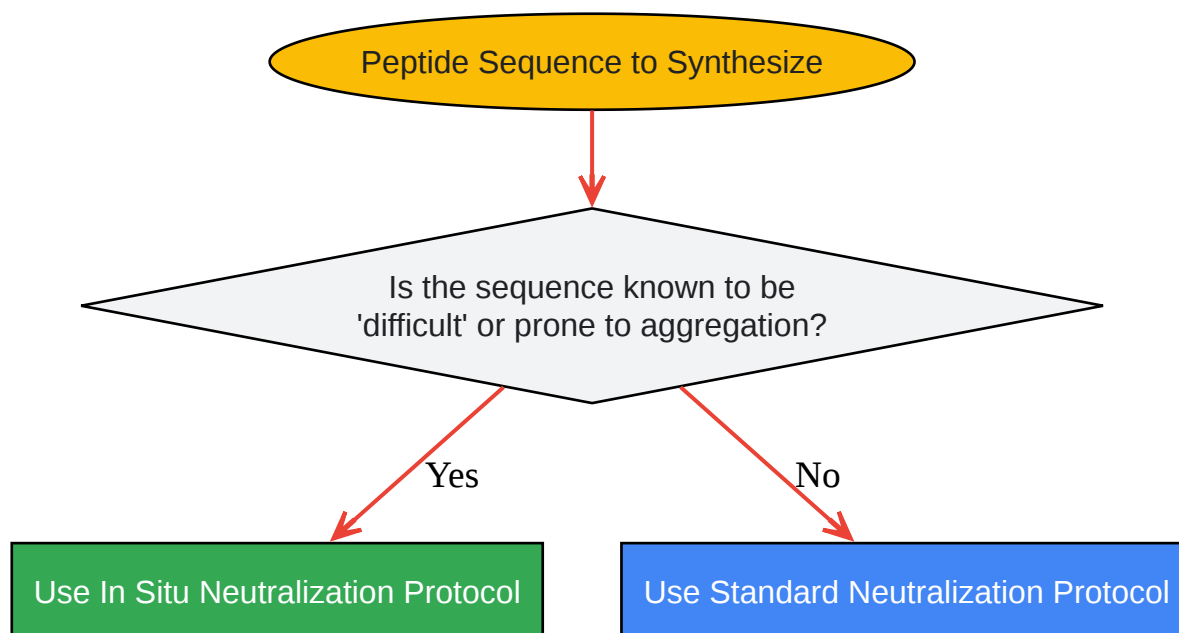 Peptide Sequence to Synthesize
Is the sequence known to be
'difficult' or prone to aggregation?
Yes
No
Use In Situ Neutralization Protocol
Use Standard Neutralization Protocol